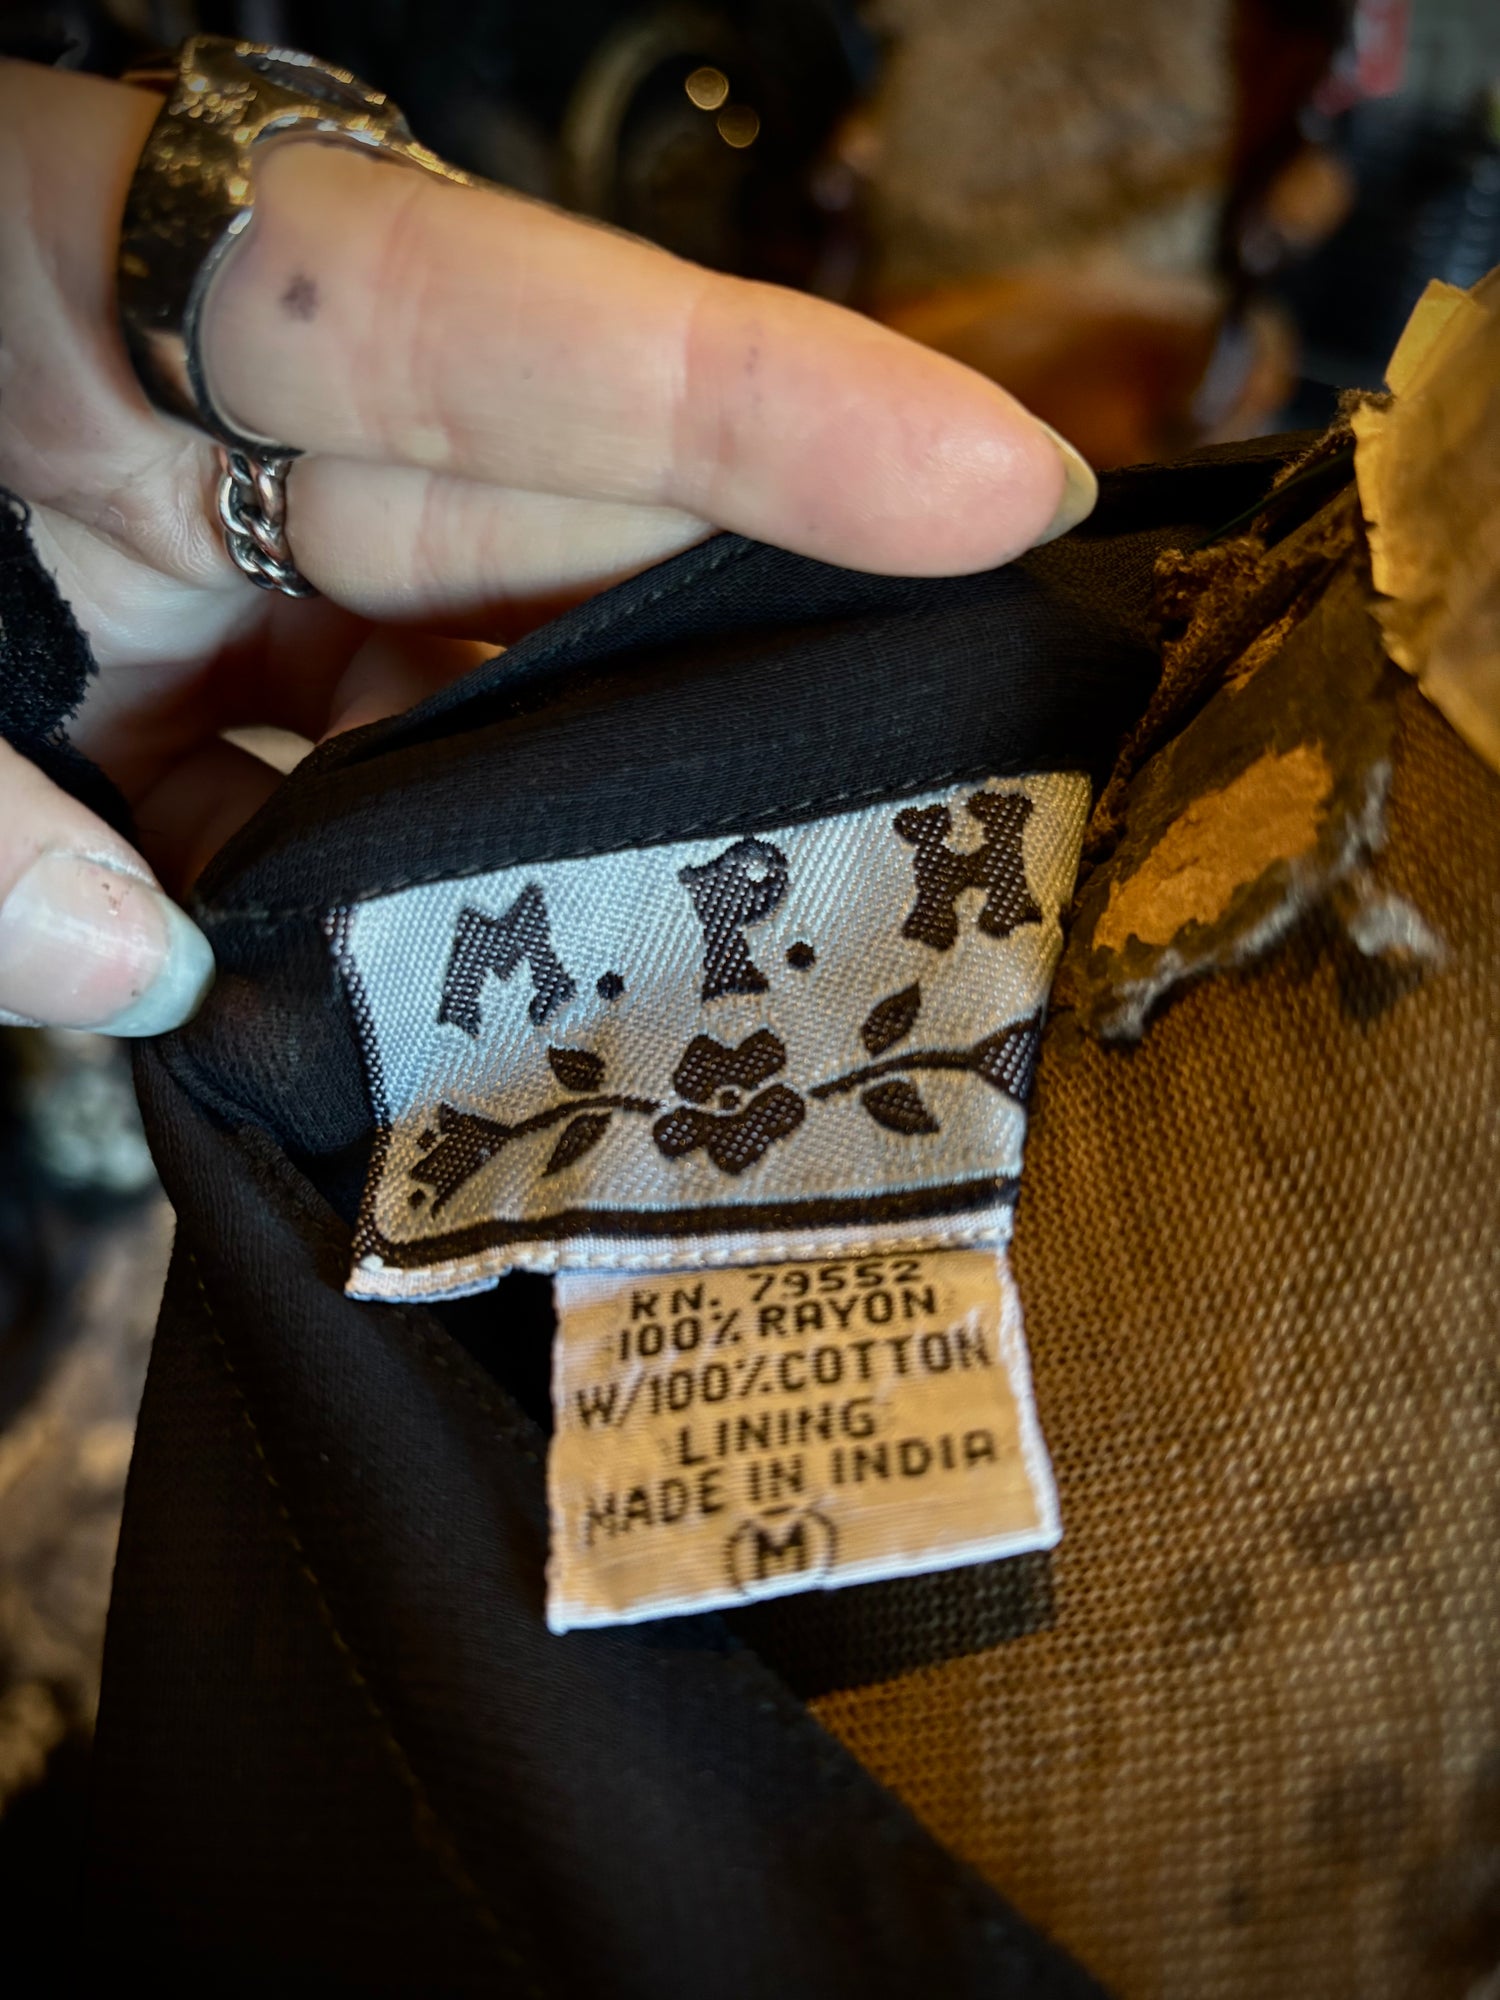 M. P. H
RN. 79552
100% RAYON
W/100% COTTON
LINING
MADE IN INDIA
(M)